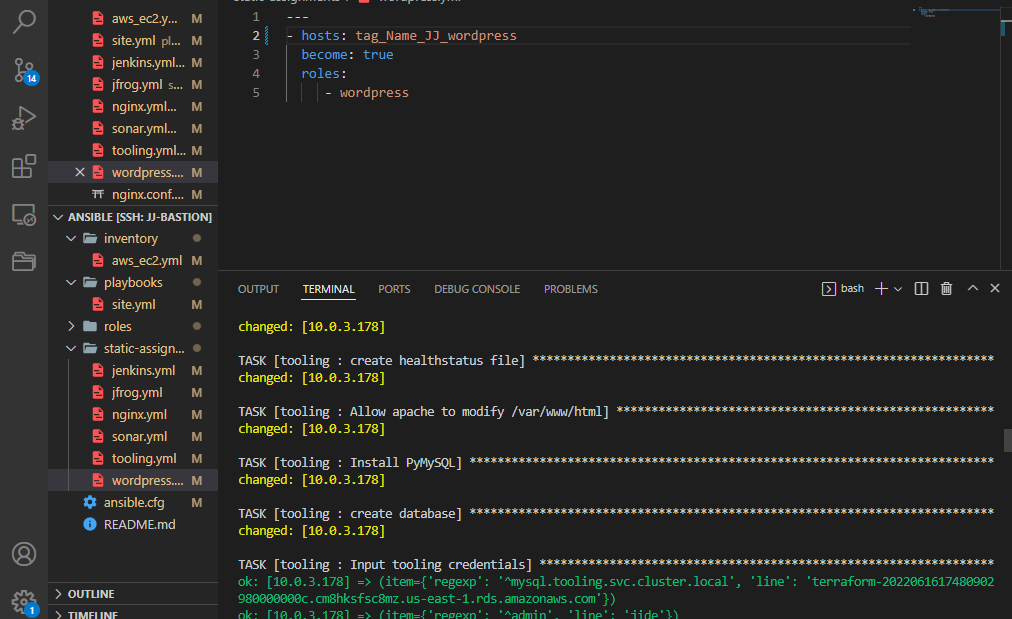 aws_ec2.y... M
site.yml pl... M
jenkins.yml... M
jfrog.yml s... M
nginx.yml... M
sonar.yml... M
tooling.yml... M
wordpress.... M
nginx.conf.... M
14
ANSIBLE [SSH: JJ-BASTION]
inventory
aws_ec2.yml M
playbooks
site.yml M
roles
static-assign...
jenkins.yml M
jfrog.yml M
nginx.yml M
sonar.yml M
tooling.yml M
wordpress.... M
ansible.cfg M
README.md
OUTLINE
TIMELINE
1
1 ---
2 - hosts: tag_Name_JJ_wordpress
3 become: true
4 roles:
5 - wordpress
OUTPUT TERMINAL PORTS DEBUG CONSOLE PROBLEMS bash
changed: [10.0.3.178]
TASK [tooling : create healthstatus file] ******************************************************************
changed: [10.0.3.178]
TASK [tooling : Allow apache to modify /var/www/html] ******************************************************
changed: [10.0.3.178]
TASK [tooling : Install PyMySQL] ***************************************************************************
changed: [10.0.3.178]
TASK [tooling : create database] ***************************************************************************
changed: [10.0.3.178]
TASK [tooling : Input tooling credentials] *****************************************************************
ok: [10.0.3.178] => (item={'regexp': '^mysql.tooling.svc.cluster.local', 'line': 'terraform-2022061617480902
980000000c.cm8hksfsc8mz.us-east-1.rds.amazonaws.com'})
ok: [10.0.3.178] => (item={'regexp': '^admin', 'line': 'jide'})